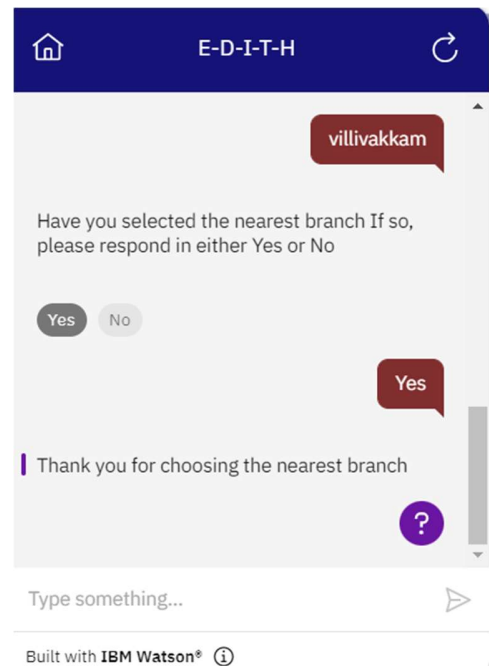 E-D-I-T-H
villivakkam
Have you selected the nearest branch If so,
please respond in either Yes or No
Yes No
Yes
Thank you for choosing the nearest branch
?
Type something...
Built with IBM Watson®